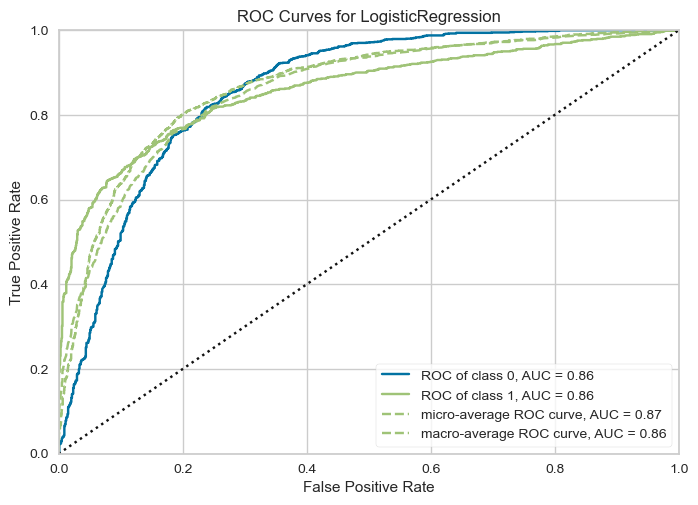 ROC Curves for LogisticRegression
1.0
0.8
0.6
0.4
0.2
0.0
True Positive Rate
ROC of class 0, AUC = 0.86
ROC of class 1, AUC = 0.86
micro-average ROC curve, AUC = 0.87
macro-average ROC curve, AUC = 0.86
0.0 0.2 0.4 0.6 0.8 1.0
False Positive Rate